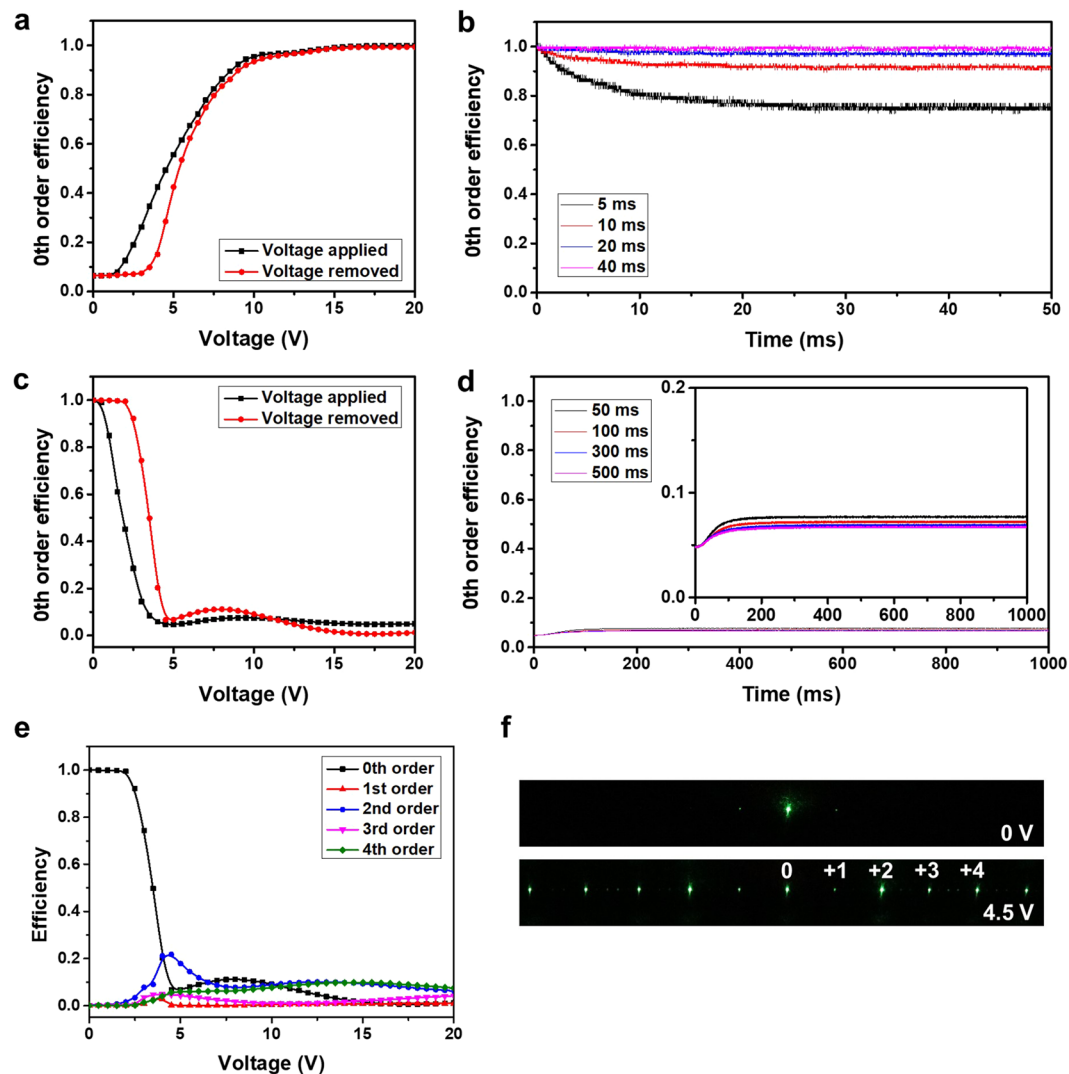 a
0th order efficiency
1.0
0.8
0.6
0.4
0.2
0.0
Voltage applied
Voltage removed
0 5 10 15 20
Voltage (V)
b
0th order efficiency
1.0
0.8
0.6
0.4
0.2
0.0
5 ms
10 ms
20 ms
40 ms
0 10 20 30 40 50
Time (ms)
c
0th order efficiency
1.0
0.8
0.6
0.4
0.2
0.0
Voltage applied
Voltage removed
0 5 10 15 20
Voltage (V)
d
0th order efficiency
1.0
0.8
0.6
0.4
0.2
0.0
50 ms
100 ms
300 ms
500 ms
0.2
0.1
0.0
0 200 400 600 800 1000
0 200 400 600 800 1000
Time (ms)
e
Efficiency
1.0
0.8
0.6
0.4
0.2
0.0
0th order
1st order
2nd order
3rd order
4th order
0 5 10 15 20
Voltage (V)
f
0 V
0 +1 +2 +3 +4
4.5 V